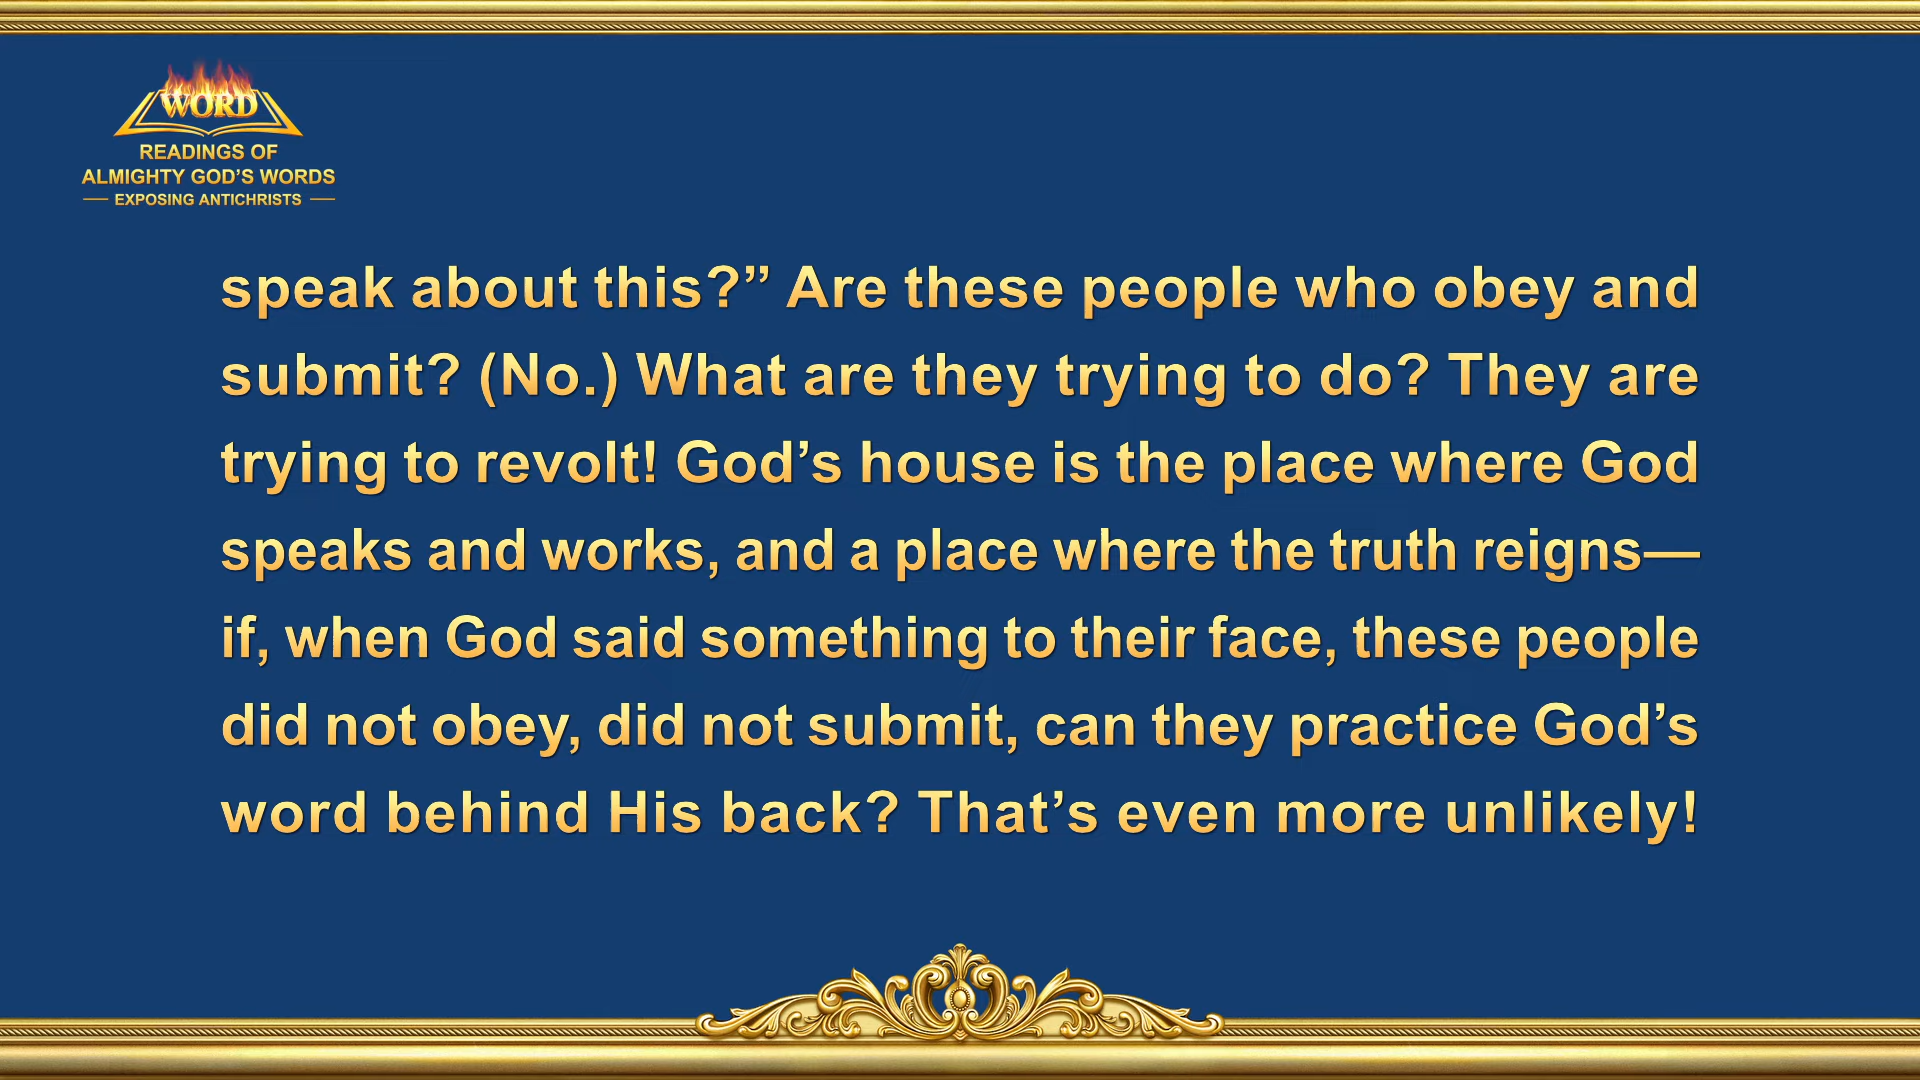 WORD
READINGS OF
ALMIGHTY GOD’S WORDS
EXPOSING ANTICHRISTS
speak about this?” Are these people who obey and
submit? (No.) What are they trying to do? They are
trying to revolt! God’s house is the place where God
speaks and works, and a place where the truth reigns—
if, when God said something to their face, these people
did not obey, did not submit, can they practice God’s
word behind His back? That’s even more unlikely!